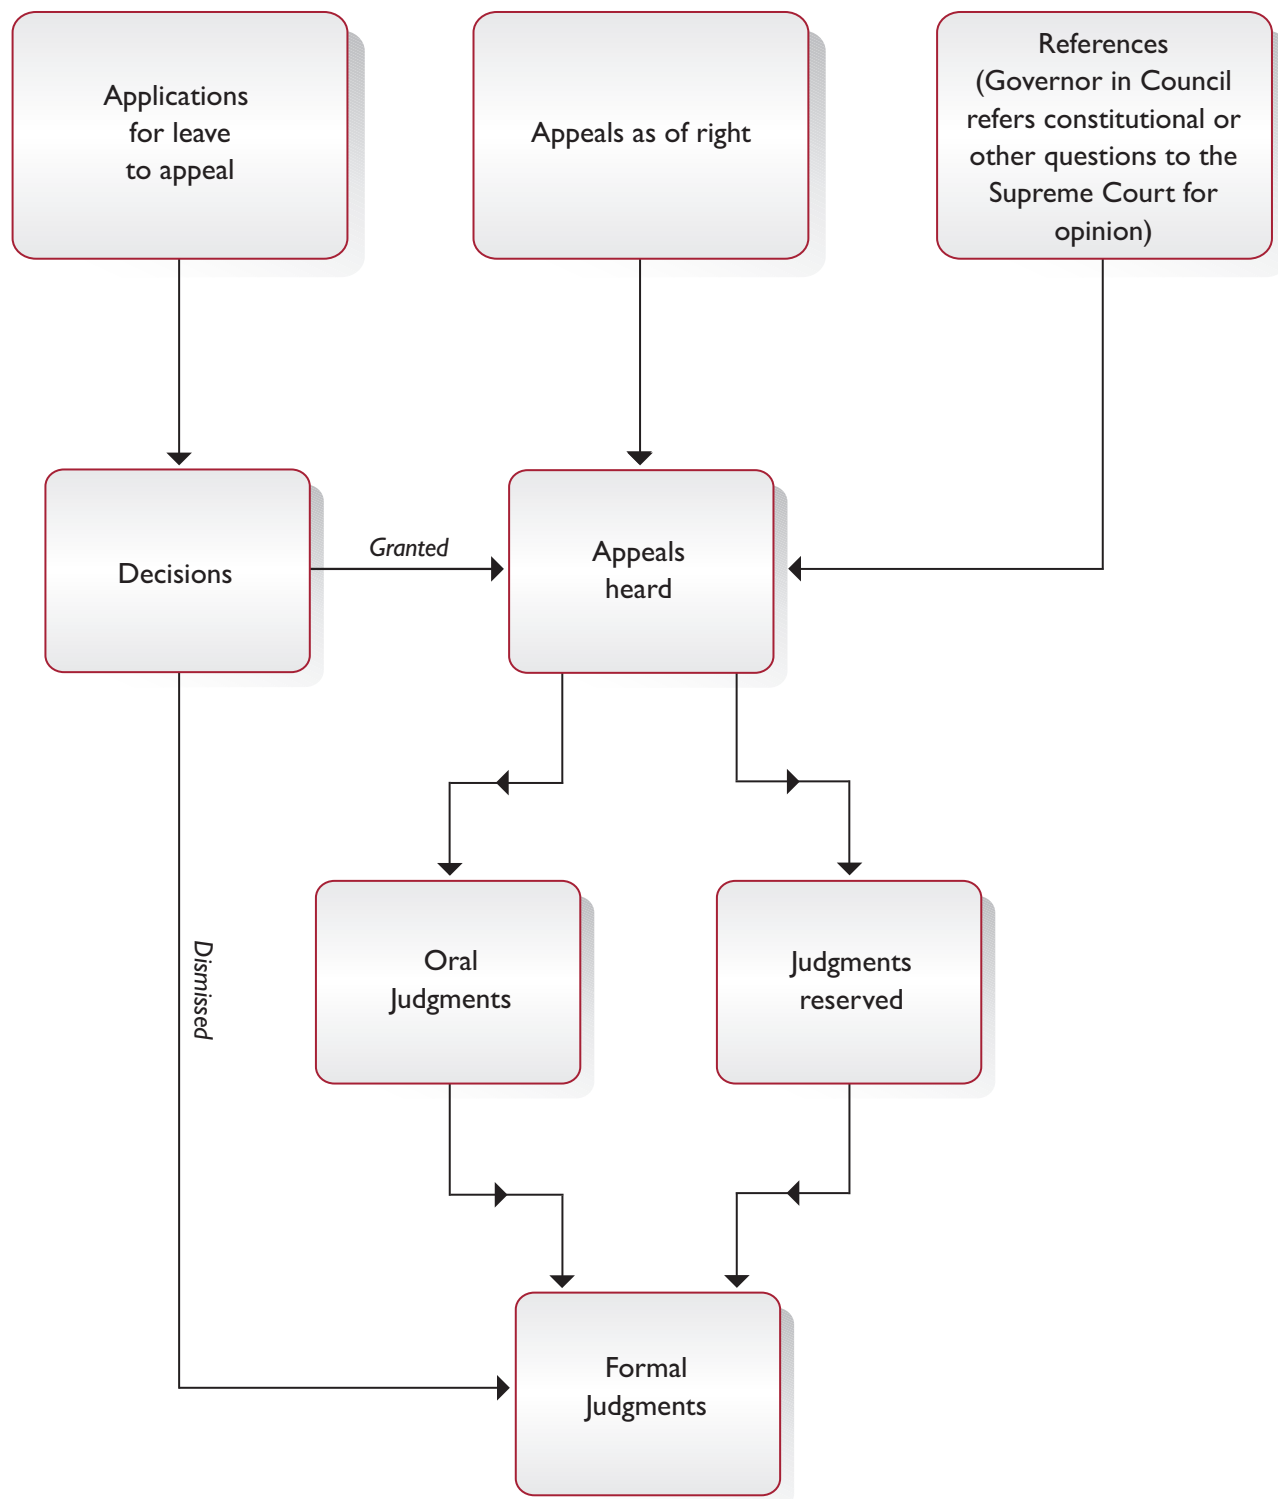 Applications
for leave
to appeal
Appeals as of right
References
(Governor in Council
refers constitutional or
other questions to the
Supreme Court for
opinion)
Decisions
Granted
Appeals
heard
Dismissed
Oral
Judgments
Judgments
reserved
Formal
Judgments